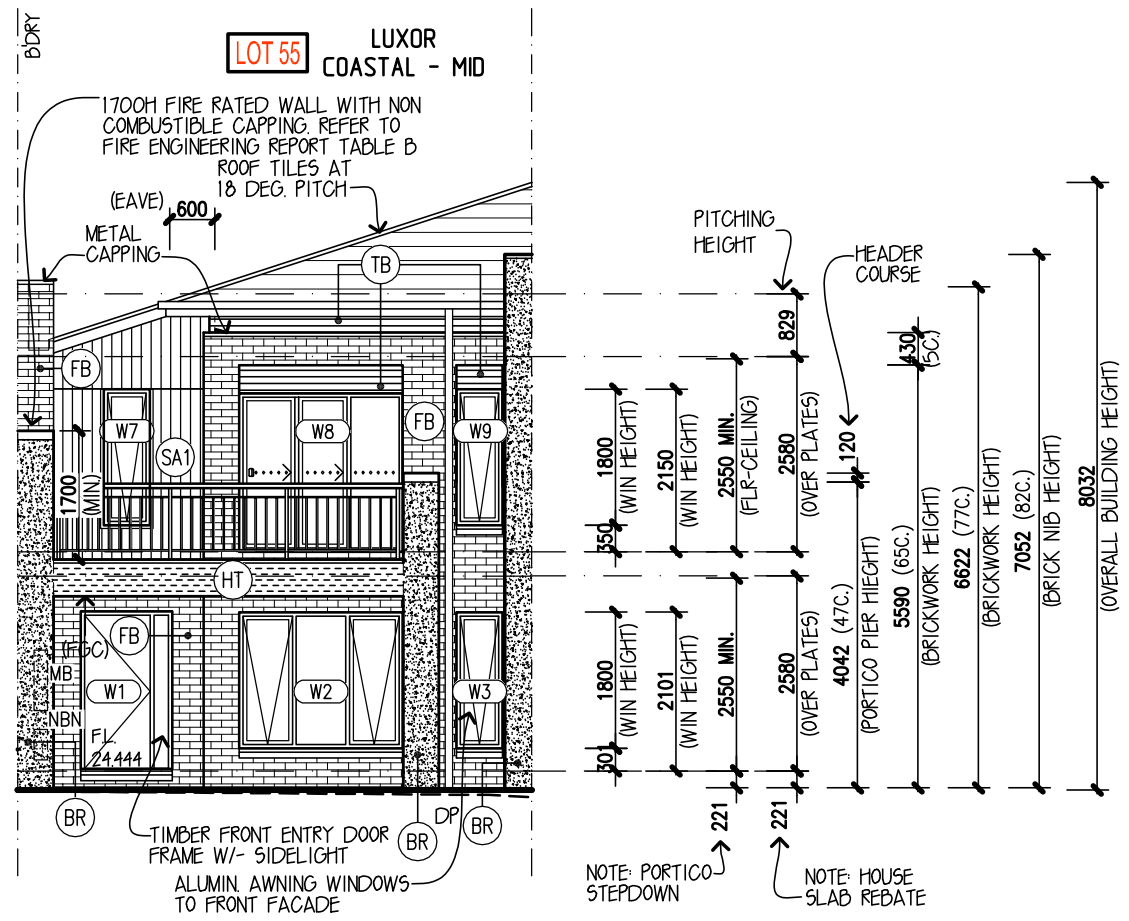 B'DRY
LOT 55
LUXOR
COASTAL - MID
1700H FIRE RATED WALL WITH NON
COMBUSTIBLE CAPPING. REFER TO
FIRE ENGINEERING REPORT TABLE B
ROOF TILES AT
18 DEG. PITCH
(EAVE) 600
METAL
CAPPING
TB
PITCHING
HEIGHT
HEADER
COURSE
FB
W7
W8
FB
W9
SA1
1700
(MIN)
HT
FB
(F.G.C)
MB
W1
W2
W3
NBN
F.L.
24.444
BR
BR
DP
BR
TIMBER FRONT ENTRY DOOR
FRAME W/- SIDELIGHT
ALUMIN. AWNING WINDOWS
TO FRONT FACADE
1800
(WIN HEIGHT)
350
2150
(WIN HEIGHT)
2550 MIN.
(FLR-CEILING)
829
2580
(OVER PLATES)
1800
(WIN HEIGHT)
301
2101
(WIN HEIGHT)
2550 MIN.
2580
(OVER PLATES)
221
221
120
4042 (47C.)
(PORTICO PIER HIEGHT)
430
(5C.)
5590 (65C.)
(BRICKWORK HEIGHT)
6622 (77C.)
(BRICKWORK HEIGHT)
7052 (82C.)
(BRICK NIB HEIGHT)
8032
(OVERALL BUILDING HEIGHT)
NOTE: PORTICO
STEPDOWN
NOTE: HOUSE
SLAB REBATE